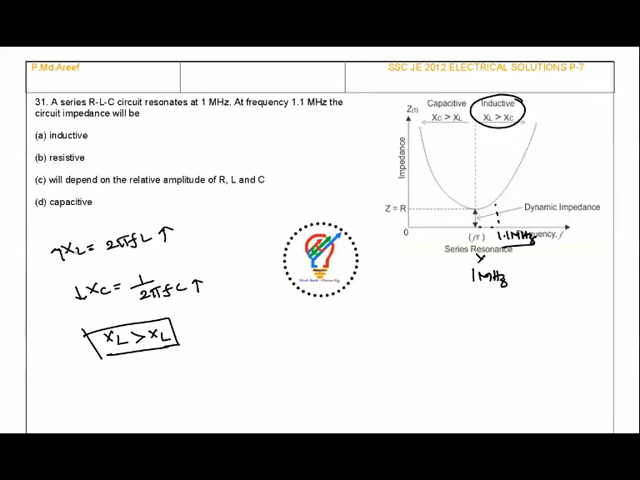 P.Md.Areef
SSC JE 2012 ELECTRICAL SOLUTIONS P-7
31. A series R-L-C circuit resonates at 1 MHz. At frequency 1.1 MHz the
circuit impedance will be
(a) inductive
(b) resistive
(c) will depend on the relative amplitude of R, L and C
(d) capacitive
↑XL = 2πfL ↑
↓XC = 1/2πfC ↑
XL > XL
Z(f)
Capacitive
XC > XL
Inductive
XL > XC
Impedance
Z = R
Dynamic Impedance
0
(fr)
1.1MHz
Frequency, f
Series Resonance
1MHz